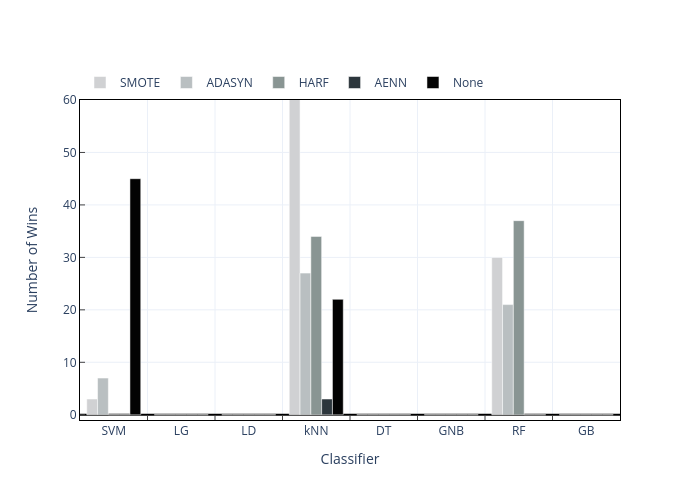 SMOTE ADASYN HARF AENN None
60
50
40
30
20
10
0
Number of Wins
SVM LG LD kNN DT GNB RF GB
Classifier